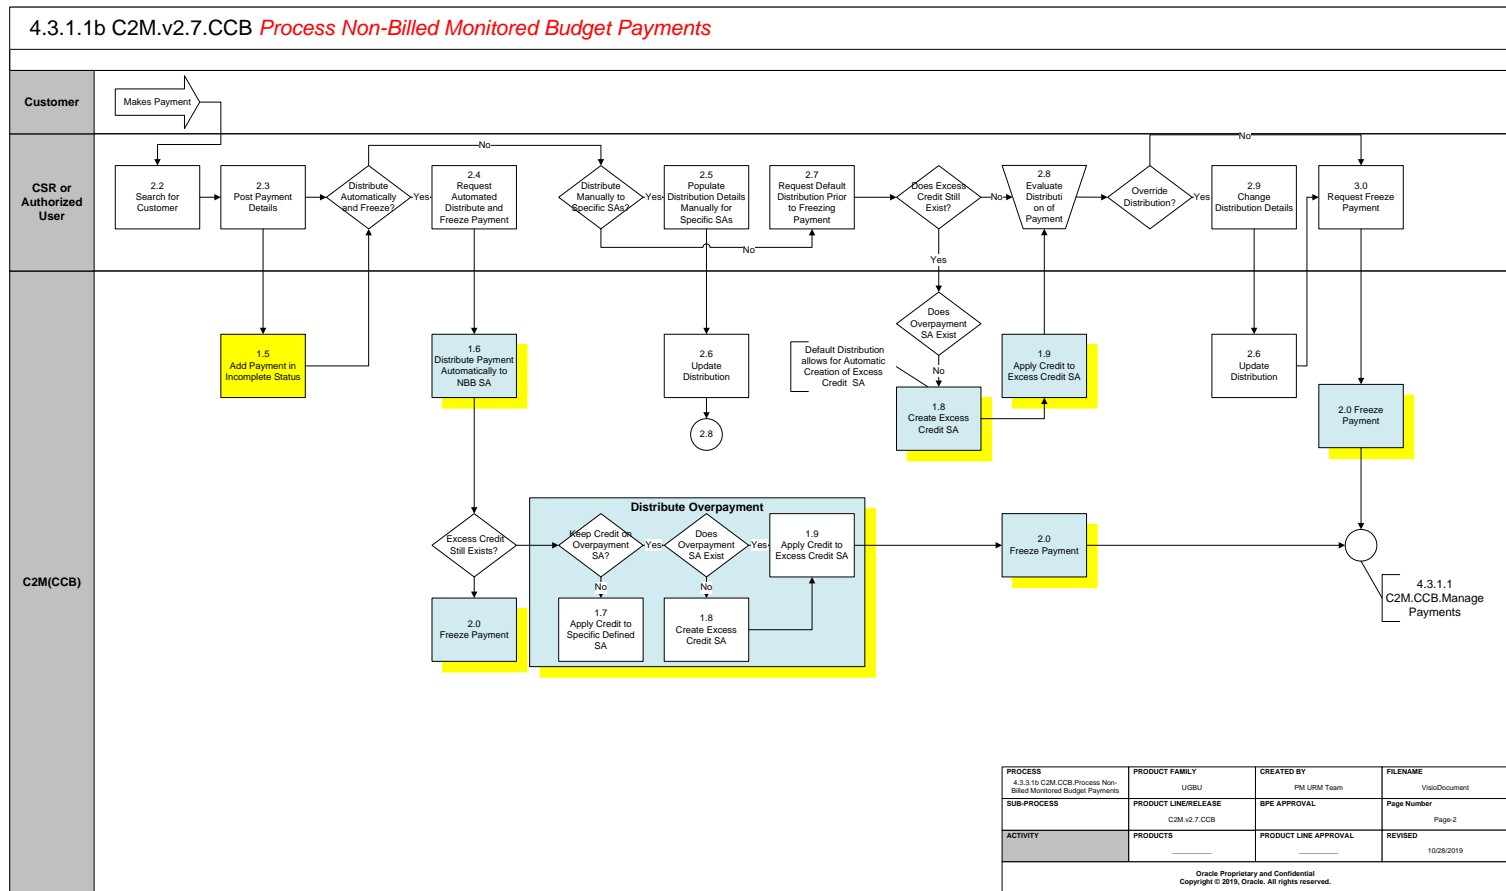 4.3.1.1b C2M.v2.7.CCB Process Non-Billed Monitored Budget Payments
Customer
Makes Payment
CSR or
Authorized
User
2.2
Search for
Customer
2.3
Post Payment
Details
Distribute
Automatically
and Freeze?
No
Yes
2.4
Request
Automated
Distribute and
Freeze Payment
Distribute
Manually to
Specific SAs?
Yes
No
2.5
Populate
Distribution Details
Manually for
Specific SAs
2.7
Request Default
Distribution Prior
to Freezing
Payment
Does Excess
Credit Still
Exist?
No
Yes
2.8
Evaluate
Distributi
on of
Payment
Override
Distribution?
No
Yes
2.9
Change
Distribution Details
3.0
Request Freeze
Payment
C2M(CCB)
1.5
Add Payment in
Incomplete Status
1.6
Distribute Payment
Automatically to
NBB SA
2.6
Update
Distribution
2.8
Default Distribution
allows for Automatic
Creation of Excess
Credit  SA
Does
Overpayment
SA Exist
No
1.8
Create Excess
Credit SA
1.9
Apply Credit to
Excess Credit SA
2.6
Update
Distribution
2.0 Freeze
Payment
Excess Credit
Still Exists?
2.0
Freeze Payment
Distribute Overpayment
Keep Credit on
Overpayment
SA?
Yes
No
Does
Overpayment
SA Exist
Yes
No
1.9
Apply Credit to
Excess Credit SA
1.7
Apply Credit to
Specific Defined
SA
1.8
Create Excess
Credit SA
2.0
Freeze Payment
4.3.1.1
C2M.CCB.Manage
Payments
PROCESS
4.3.3.1b C2M.CCB.Process Non-
Billed Monitored Budget Payments
PRODUCT FAMILY
UGBU
CREATED BY
PM URM Team
FILENAME
VisioDocument
SUB-PROCESS
PRODUCT LINE/RELEASE
C2M.v2.7.CCB
BPE APPROVAL
Page Number
Page-2
ACTIVITY
PRODUCTS
PRODUCT LINE APPROVAL
REVISED
10/28/2019
Oracle Proprietary and Confidential
Copyright © 2019, Oracle. All rights reserved.